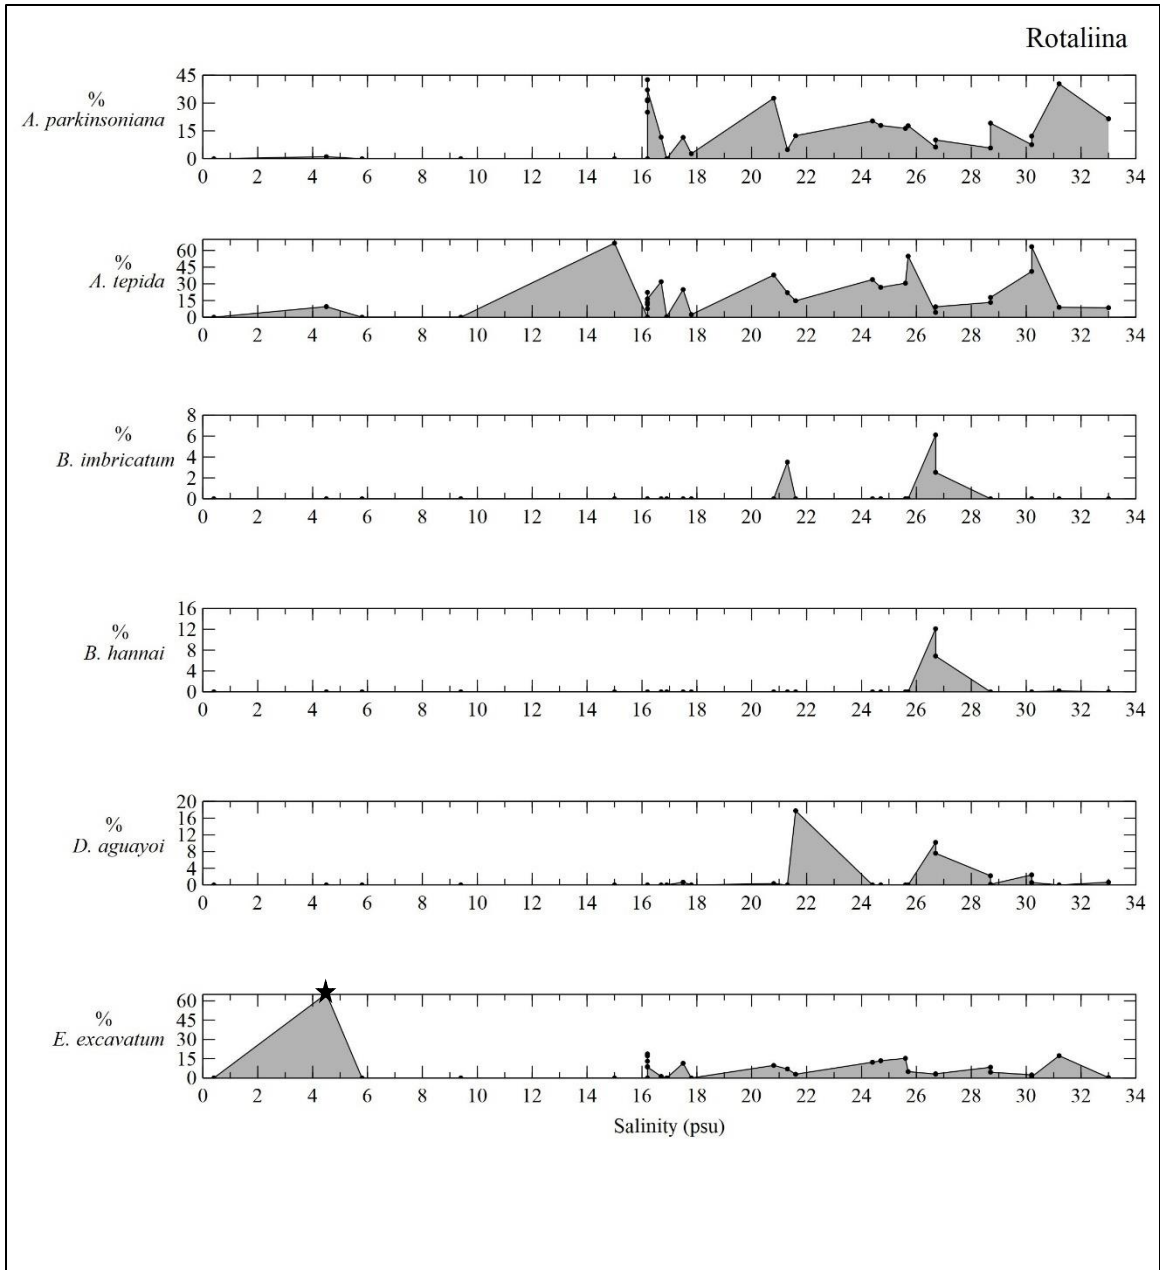 Rotaliina
%
A. parkinsoniana
45
30
15
0
0 2 4 6 8 10 12 14 16 18 20 22 24 26 28 30 32 34
%
A. tepida
60
45
30
15
0
0 2 4 6 8 10 12 14 16 18 20 22 24 26 28 30 32 34
%
B. imbricatum
8
6
4
2
0
0 2 4 6 8 10 12 14 16 18 20 22 24 26 28 30 32 34
%
B. hannai
16
12
8
4
0
0 2 4 6 8 10 12 14 16 18 20 22 24 26 28 30 32 34
%
D. aguayoi
20
16
12
8
4
0
0 2 4 6 8 10 12 14 16 18 20 22 24 26 28 30 32 34
%
E. excavatum
60
45
30
15
0
0 2 4 6 8 10 12 14 16 18 20 22 24 26 28 30 32 34
Salinity (psu)